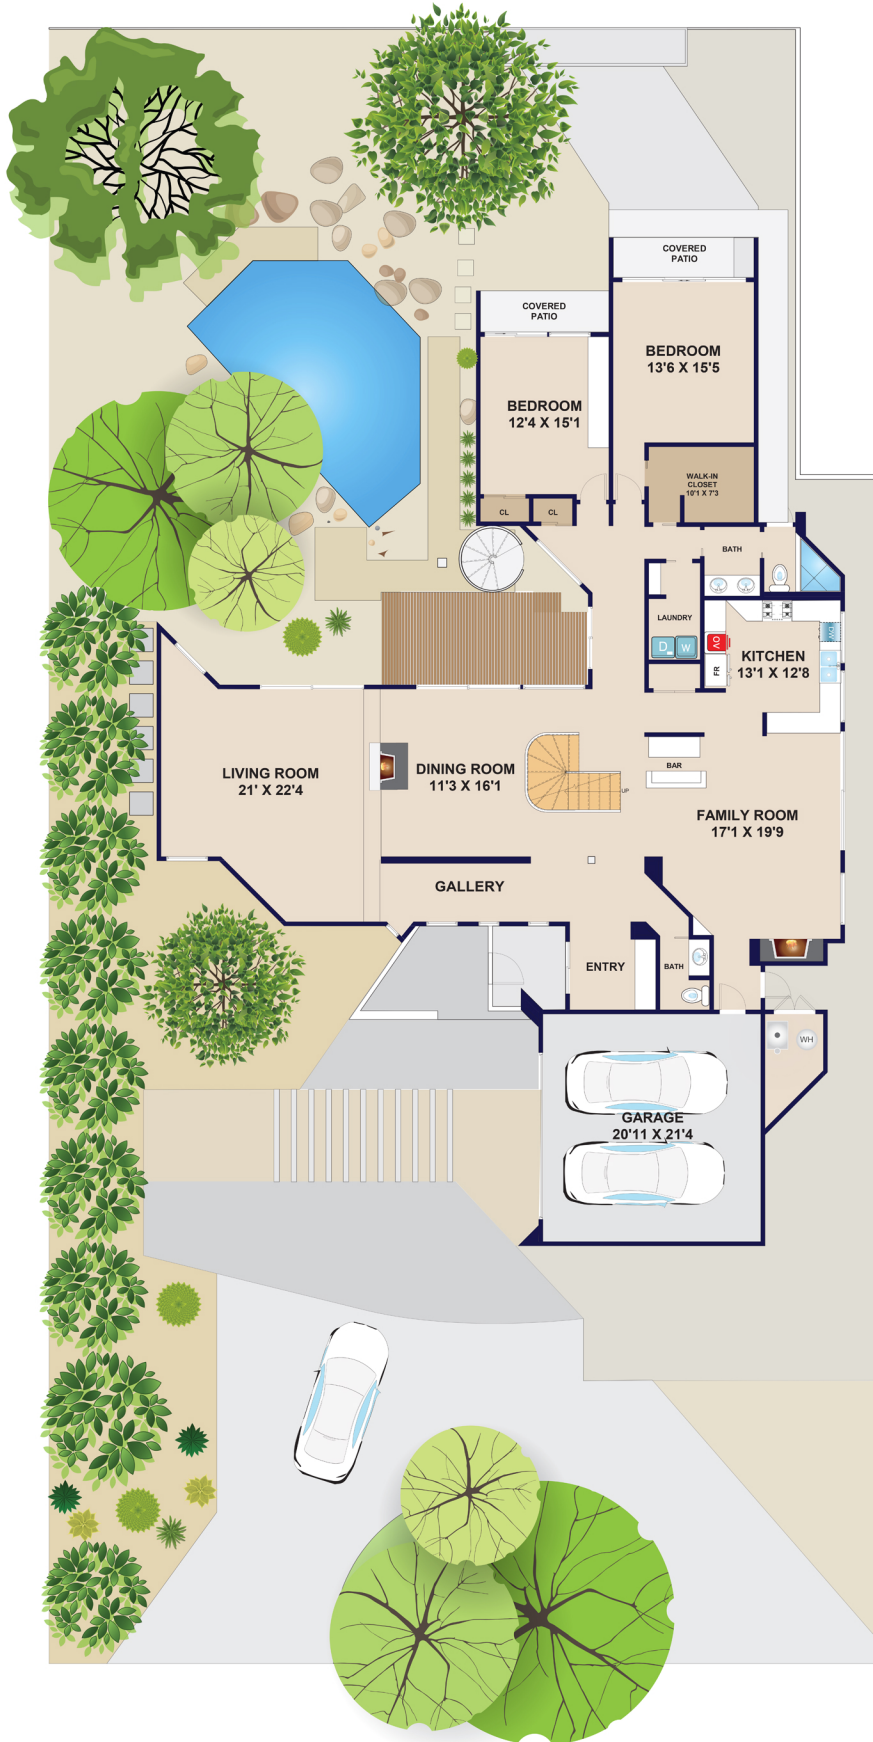 COVERED
PATIO
COVERED
PATIO
BEDROOM
13'6 X 15'5
BEDROOM
12'4 X 15'1
WALK-IN
CLOSET
10'1 X 7'3
CL
CL
BATH
LAUNDRY
D
W
OV
FR
DW
KITCHEN
13'1 X 12'8
LIVING ROOM
21' X 22'4
DINING ROOM
11'3 X 16'1
UP
BAR
FAMILY ROOM
17'1 X 19'9
GALLERY
ENTRY
BATH
WH
GARAGE
20'11 X 21'4